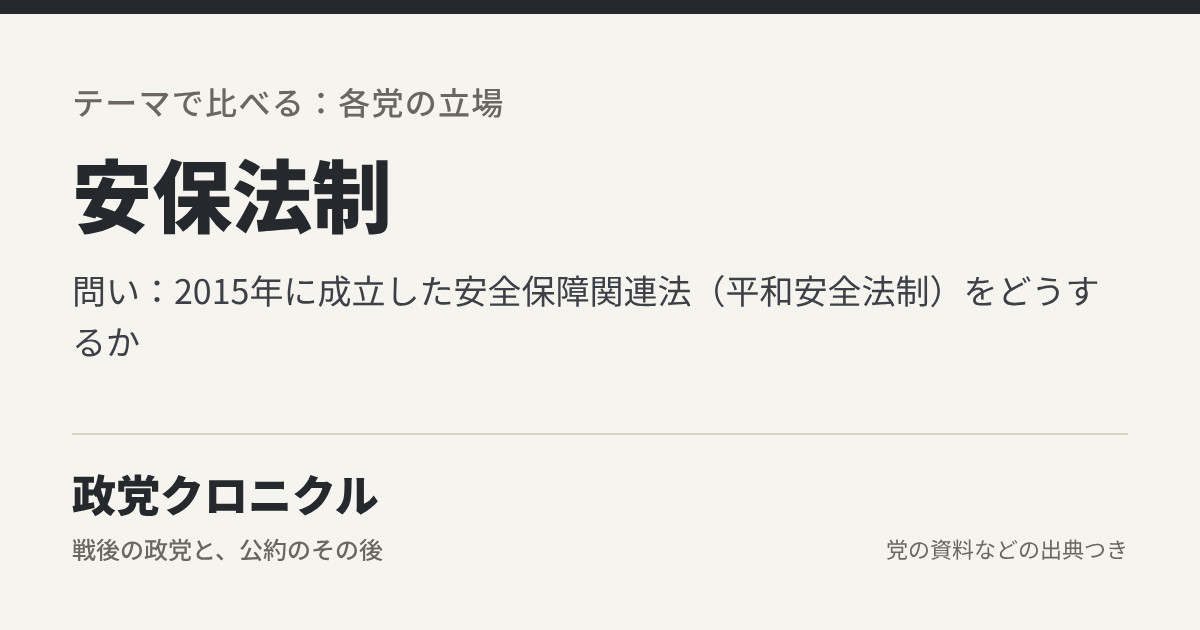 テーマで比べる：各党の立場
安保法制
問い：2015年に成立した安全保障関連法（平和安全法制）をどうす
るか
政党クロニクル
戦後の政党と、公約のその後
党の資料などの出典つき